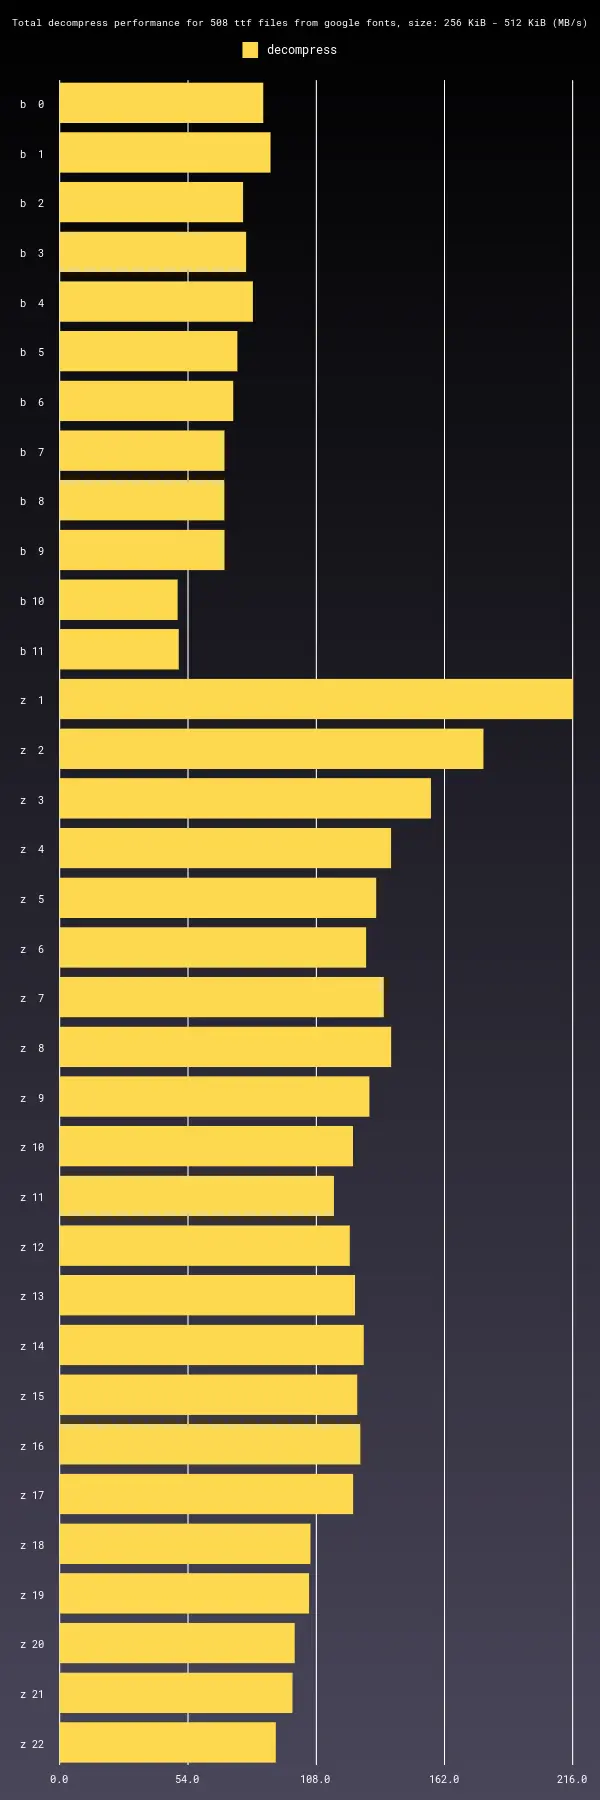 Total decompress performance for 508 ttf files from google fonts, size: 256 KiB - 512 KiB (MB/s)
decompress
b 0
b 1
b 2
b 3
b 4
b 5
b 6
b 7
b 8
b 9
b 10
b 11
z 1
z 2
z 3
z 4
z 5
z 6
z 7
z 8
z 9
z 10
z 11
z 12
z 13
z 14
z 15
z 16
z 17
z 18
z 19
z 20
z 21
z 22
0.0 54.0 108.0 162.0 216.0